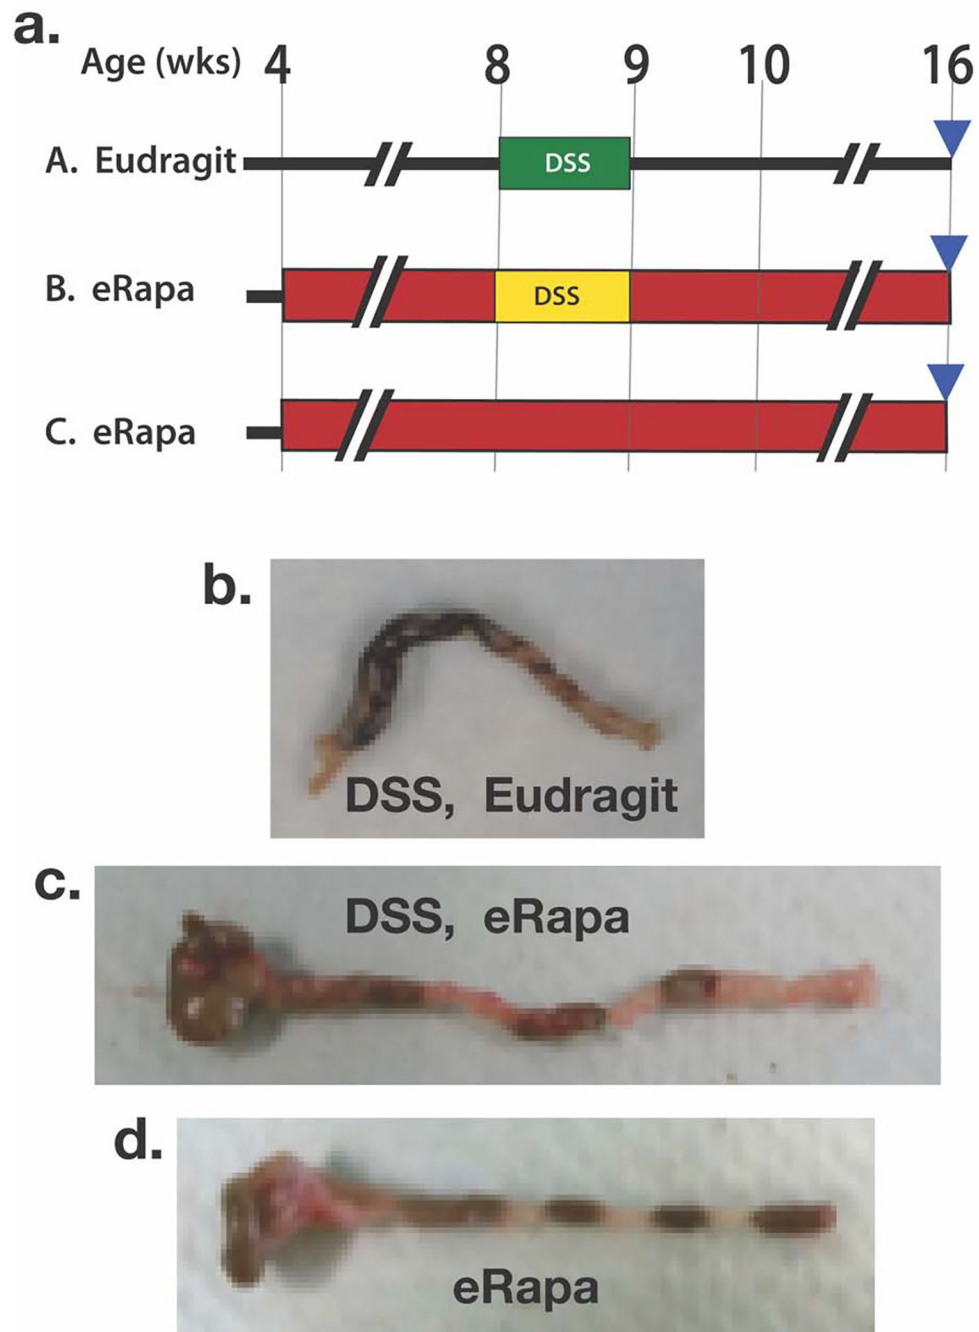 a.
Age (wks) 4 8 9 10 16
A. Eudragit DSS
B. eRapa DSS
C. eRapa
b.
DSS, Eudragit
c.
DSS, eRapa
d.
eRapa